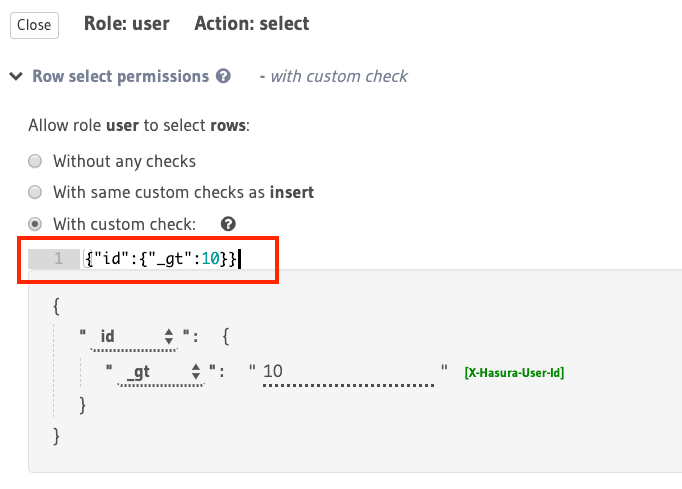 Close Role: user Action: select
Row select permissions ? - with custom check
Allow role user to select rows:
Without any checks
With same custom checks as insert
With custom check: ?
1 {"id":{"_gt":10}}
{
" id ": {
" _gt ": " 10 " [X-Hasura-User-Id]
}
}